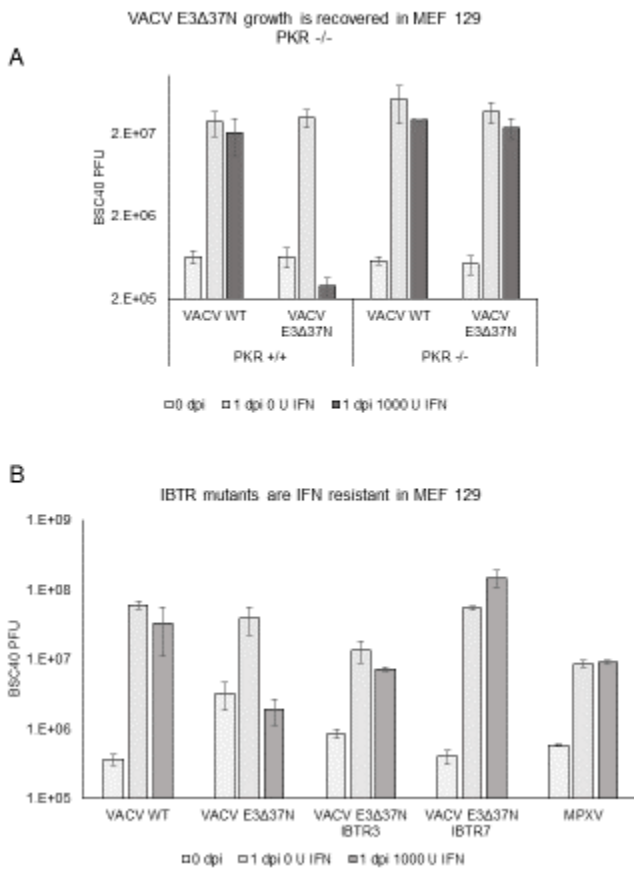 VACV E3Δ37N growth is recovered in MEF 129
PKR -/-
A
BSC40 PFU
2.E+07
2.E+06
2.E+05
VACV WT
VACV
E3Δ37N
VACV WT
VACV
E3Δ37N
PKR +/+
PKR -/-
0 dpi
1 dpi 0 U IFN
1 dpi 1000 U IFN
B
IBTR mutants are IFN resistant in MEF 129
BSC40 PFU
1.E+09
1.E+08
1.E+07
1.E+06
1.E+05
VACV WT
VACV E3Δ37N
VACV E3Δ37N
IBTR3
VACV E3Δ37N
IBTR7
MPXV
0 dpi
1 dpi 0 U IFN
1 dpi 1000 U IFN